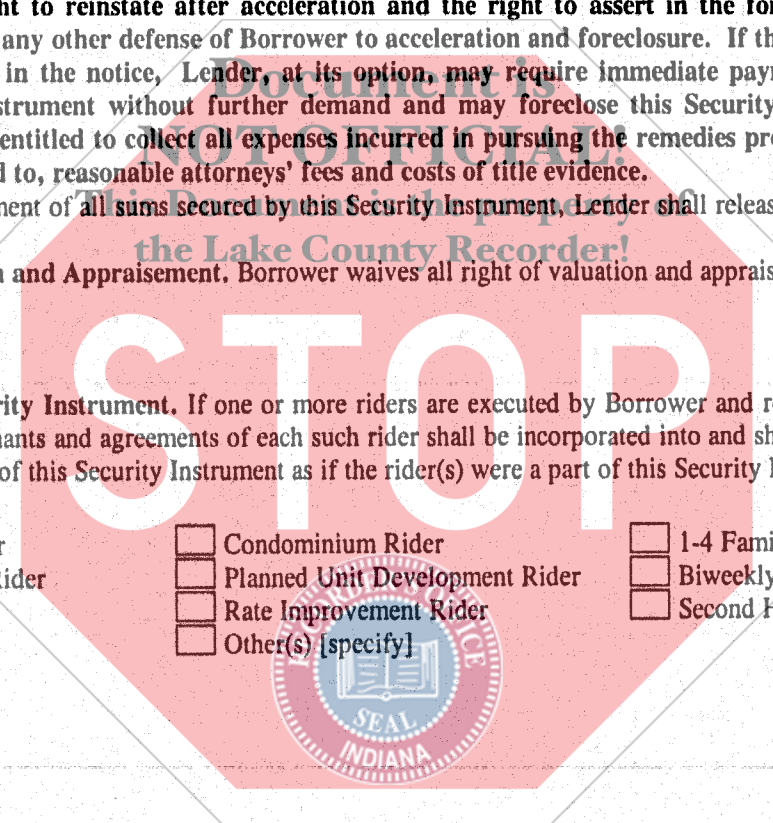 ht to reinstate after acceleration and the right to assert in the for
any other defense of Borrower to acceleration and foreclosure. If th
in the notice, Lender, at its option, may require immediate payr
strument without further demand and may foreclose this Security
entitled to collect all expenses incurred in pursuing the remedies pro
d to, reasonable attorneys' fees and costs of title evidence.
ment of all sums secured by this Security Instrument, Lender shall releas
and Appraisement. Borrower waives all right of valuation and apprais
Document is
NOT OFFICIAL!
This Document is the property of
the Lake County Recorder!
STOP
rity Instrument. If one or more riders are executed by Borrower and r
nants and agreements of each such rider shall be incorporated into and sh
of this Security Instrument as if the rider(s) were a part of this Security I
r
Rider
Condominium Rider
Planned Unit Development Rider
Rate Improvement Rider
Other(s) [specify]
1-4 Fami
Biweekly
Second H
RECORDER'S OFFICE
SEAL
INDIANA